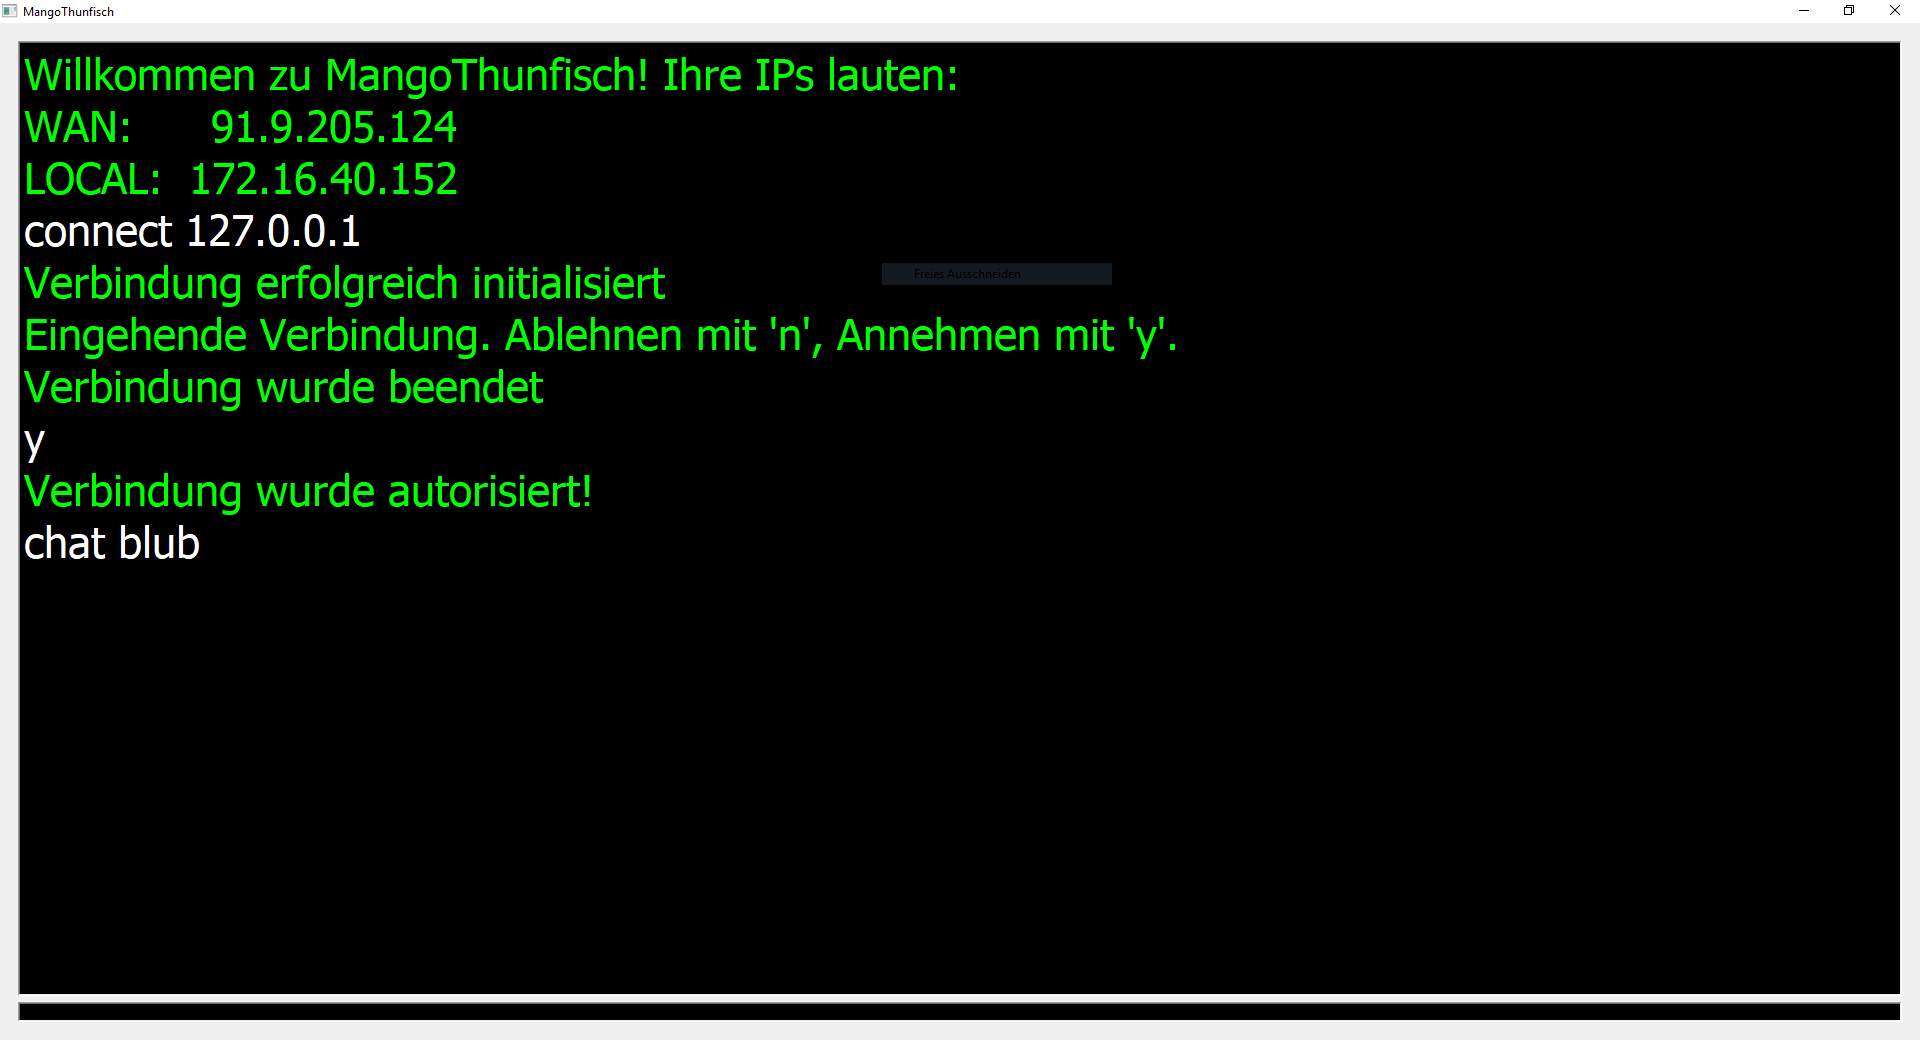 MangoThunfisch
Willkommen zu MangoThunfisch! Ihre IPs lauten:
WAN: 91.9.205.124
LOCAL: 172.16.40.152
connect 127.0.0.1
Verbindung erfolgreich initialisiert
Freies Ausschneiden
Eingehende Verbindung. Ablehnen mit 'n', Annehmen mit 'y'.
Verbindung wurde beendet
y
Verbindung wurde autorisiert!
chat blub